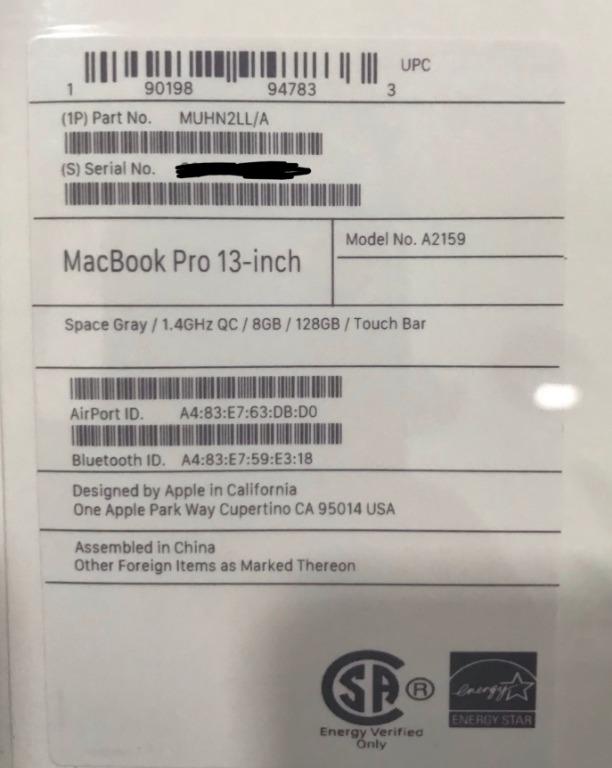 UPC
1 90198 94783 3
(1P) Part No. MUHN2LL/A
(S) Serial No.
MacBook Pro 13-inch
Model No. A2159
Space Gray / 1.4GHz QC / 8GB / 128GB / Touch Bar
AirPort ID. A4:83:E7:63:DB:D0
Bluetooth ID. A4:83:E7:59:E3:18
Designed by Apple in California
One Apple Park Way Cupertino CA 95014 USA
Assembled in China
Other Foreign Items as Marked Thereon
SA ®
Energy Verified
Only
energy
ENERGY STAR